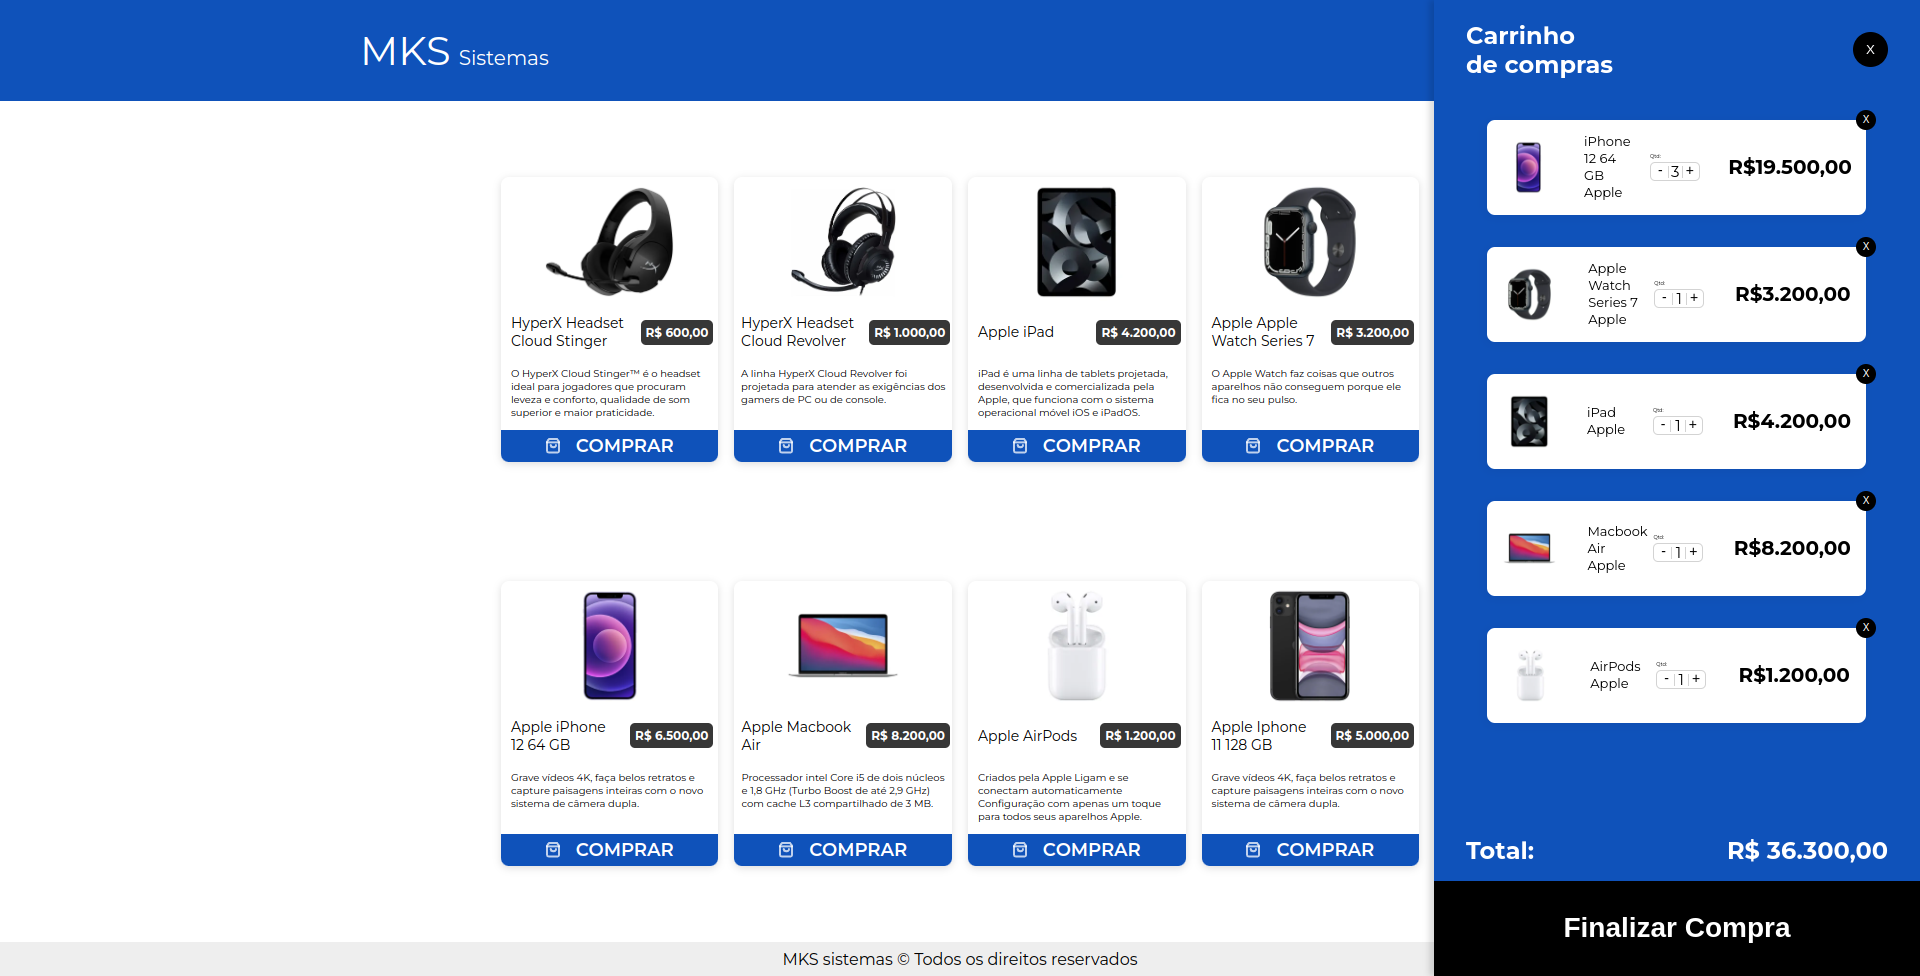 MKS Sistemas
HyperX Headset
Cloud Stinger
R$ 600,00
O HyperX Cloud Stinger™ é o headset
ideal para jogadores que procuram
leveza e conforto, qualidade de som
superior e maior praticidade.
COMPRAR
HyperX Headset
Cloud Revolver
R$ 1.000,00
A linha HyperX Cloud Revolver foi
projetada para atender as exigências dos
gamers de PC ou de console.
COMPRAR
Apple iPad
R$ 4.200,00
iPad é uma linha de tablets projetada,
desenvolvida e comercializada pela
Apple, que funciona com o sistema
operacional móvel iOS e iPadOS.
COMPRAR
Apple Apple
Watch Series 7
R$ 3.200,00
O Apple Watch faz coisas que outros
aparelhos não conseguem porque ele
fica no seu pulso.
COMPRAR
Apple iPhone
12 64 GB
R$ 6.500,00
Grave vídeos 4K, faça belos retratos e
capture paisagens inteiras com o novo
sistema de câmera dupla.
COMPRAR
Apple Macbook
Air
R$ 8.200,00
Processador intel Core i5 de dois núcleos
e 1,8 GHz (Turbo Boost de até 2,9 GHz)
com cache L3 compartilhado de 3 MB.
COMPRAR
Apple AirPods
R$ 1.200,00
Criados pela Apple Ligam e se
conectam automaticamente
Configuração com apenas um toque
para todos seus aparelhos Apple.
COMPRAR
Apple Iphone
11 128 GB
R$ 5.000,00
Grave vídeos 4K, faça belos retratos e
capture paisagens inteiras com o novo
sistema de câmera dupla.
COMPRAR
MKS sistemas © Todos os direitos reservados
Carrinho
de compras
X
X
iPhone
12 64
GB
Apple
Qtd:
- 3 +
R$19.500,00
X
Apple
Watch
Series 7
Apple
Qtd:
- 1 +
R$3.200,00
X
iPad
Apple
Qtd:
- 1 +
R$4.200,00
X
Macbook
Air
Apple
Qtd:
- 1 +
R$8.200,00
X
AirPods
Apple
Qtd:
- 1 +
R$1.200,00
Total: R$ 36.300,00
Finalizar Compra